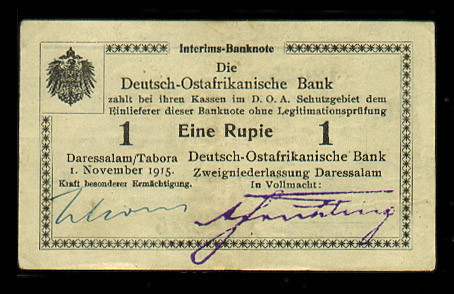 Interims-Banknote
Die
Deutsch-Ostafrikanische Bank
zahlt bei ihren Kassen im D. O. A. Schutzgebiet dem
Einlieferer dieser Banknote ohne Legitimationsprüfung
1 Eine Rupie 1
Daressalam/Tabora Deutsch-Ostafrikanische Bank
1. November 1915. Zweigniederlassung Daressalam
Kraft besonderer Ermächtigung. In Vollmacht: